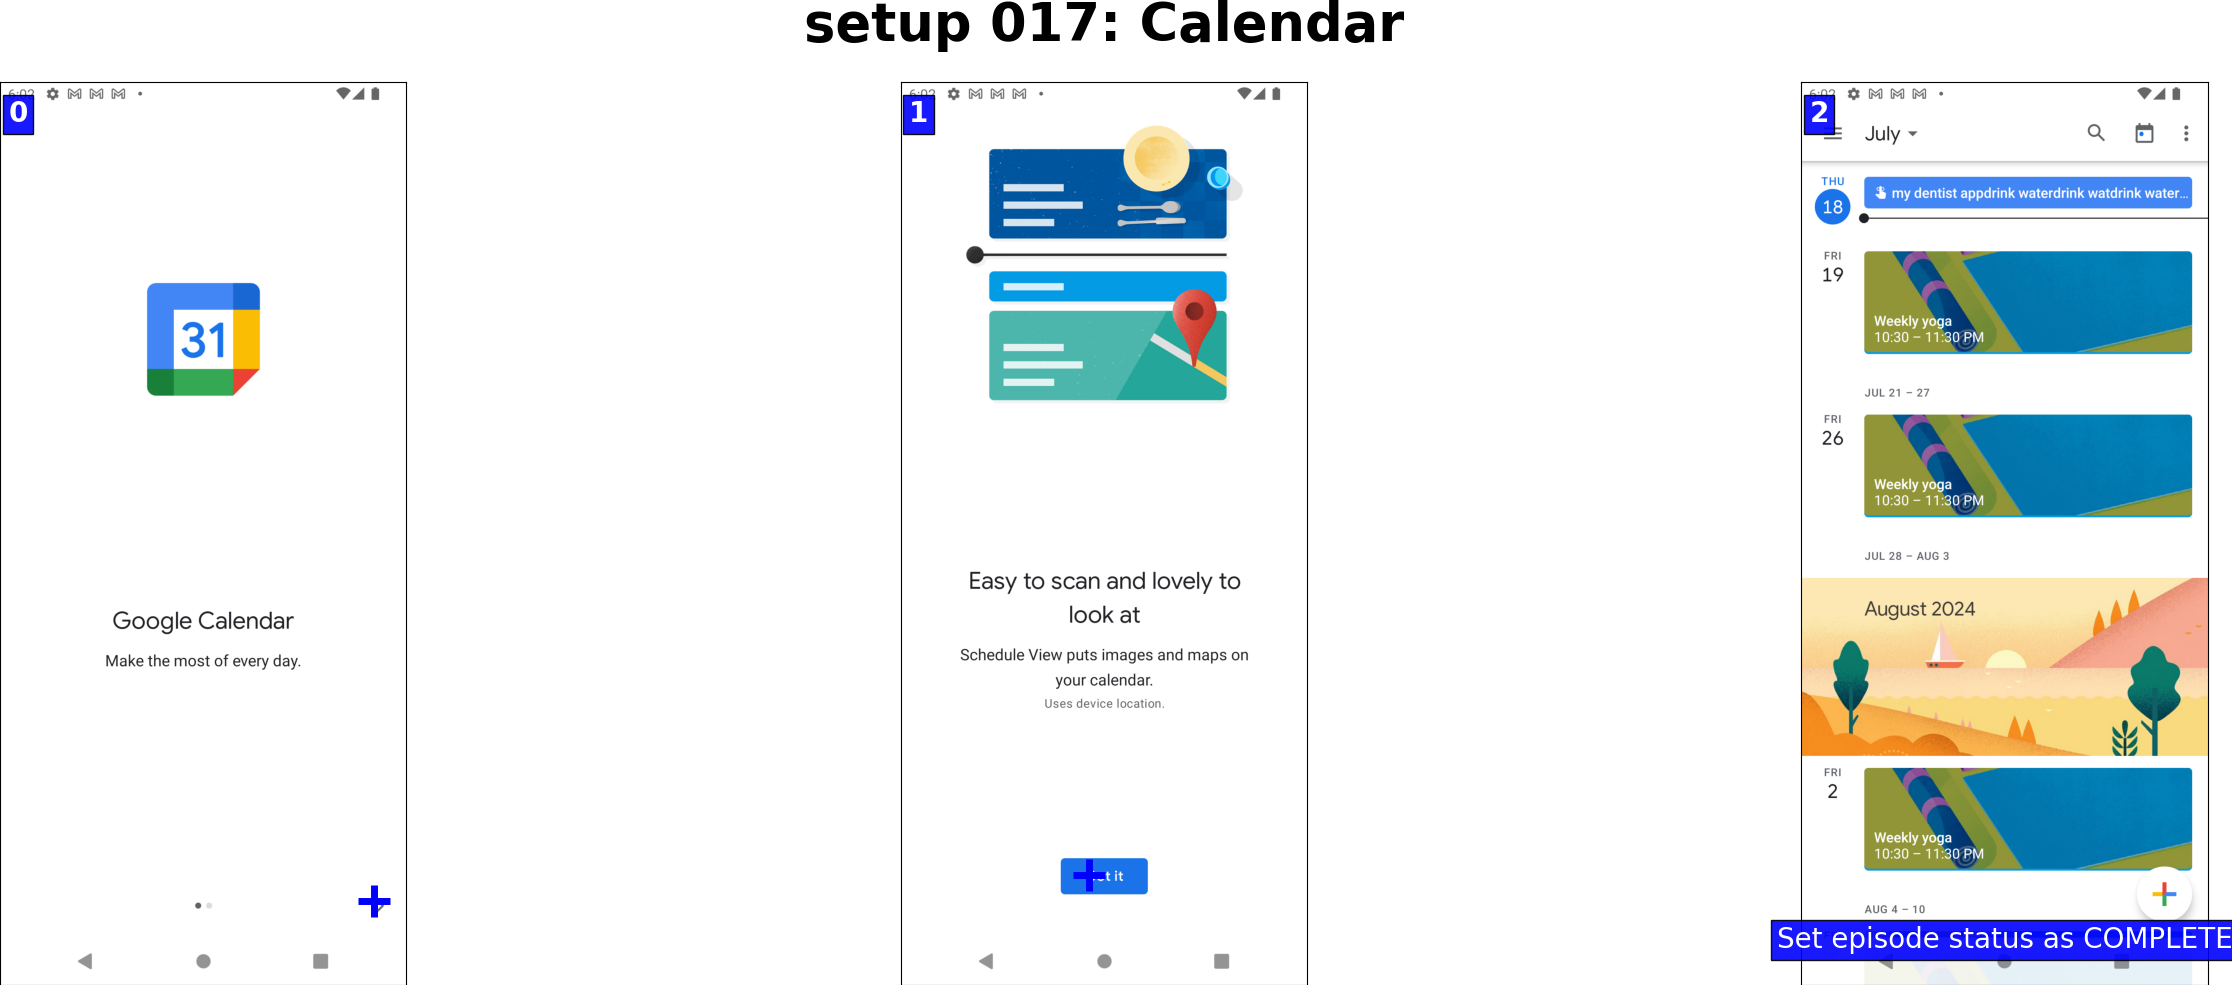 setup 017: Calendar
0
31
Google Calendar
Make the most of every day.
1
Easy to scan and lovely to
look at
Schedule View puts images and maps on
your calendar.
Uses device location.
it
2
July
THU
18
my dentist appdrink waterdrink watdrink water...
FRI
19
Weekly yoga
10:30 – 11:30 PM
JUL 21 – 27
FRI
26
Weekly yoga
10:30 – 11:30 PM
JUL 28 – AUG 3
August 2024
FRI
2
Weekly yoga
10:30 – 11:30 PM
AUG 4 – 10
Set episode status as COMPLETE